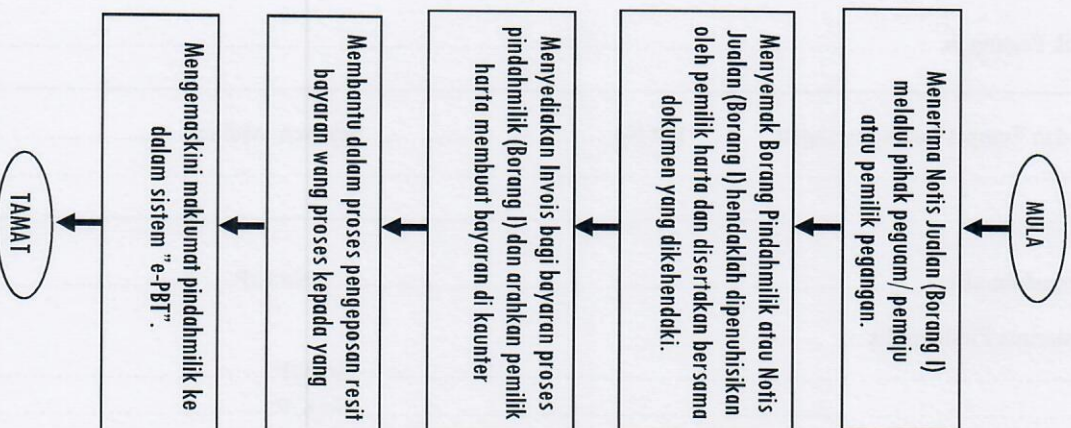 MULA
Menerima Notis Jualan (Borang I)
melalui pihak peguam/ pemaju
atau pemilik pegangan.
Menyemak Borang Pindahmilik atau Notis
Jualan (Borang I) hendaklah dipenuhsikan
oleh pemilik harta dan disertakan bersama
dokumen yang dikehendaki.
Menyediakan Invois bagi bayaran proses
pindahmilik (Borang I) dan arahkan pemilik
harta membuat bayaran di kaunter
Membantu dalam proses pengeposan resit
bayaran wang proses kepada yang
Mengemaskini maklumat pindahmilik ke
dalam sistem "e-PBT".
TAMAT